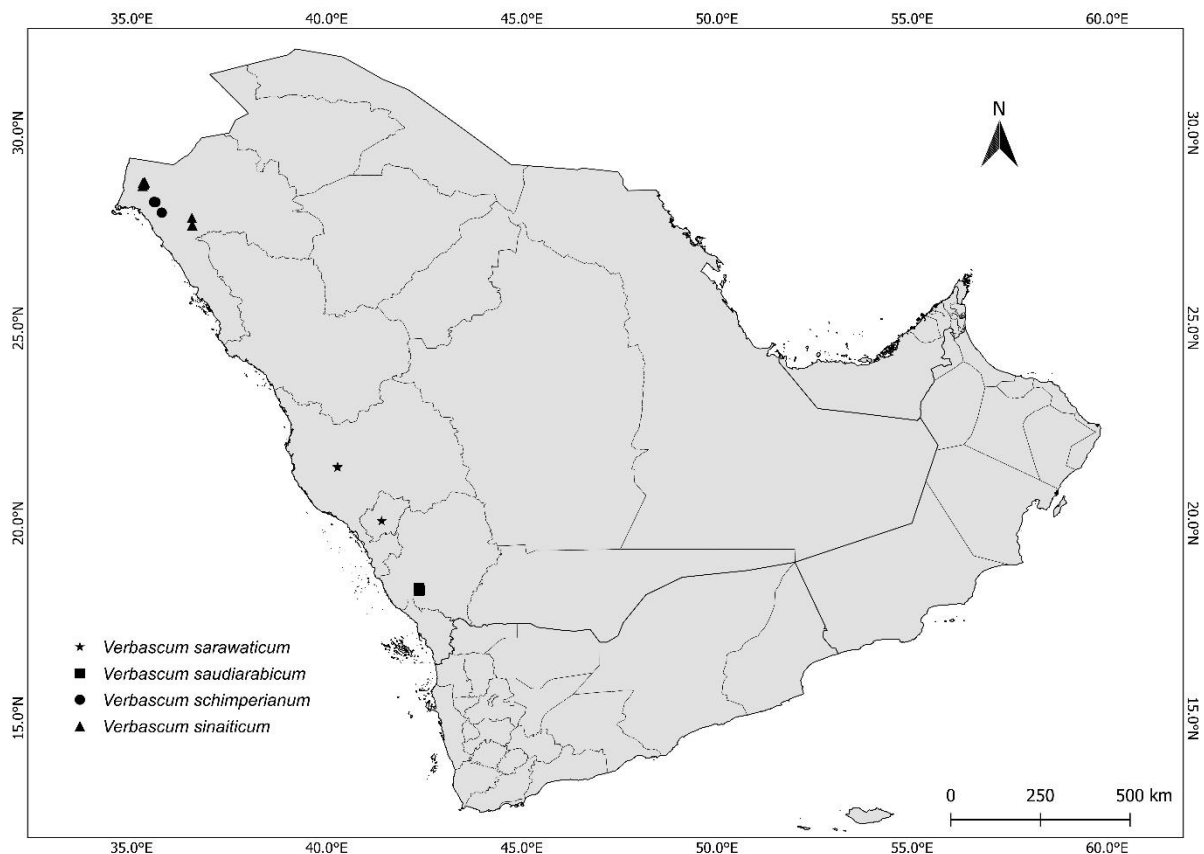 35.0°E 40.0°E 45.0°E 50.0°E 55.0°E 60.0°E
N
30.0°N 30.0°N
25.0°N 25.0°N
20.0°N 20.0°N
Verbascum sarawaticum
Verbascum saudiarabicum
Verbascum schimperianum
Verbascum sinaiticum
15.0°N 15.0°N
0 250 500 km
35.0°E 40.0°E 45.0°E 50.0°E 55.0°E 60.0°E